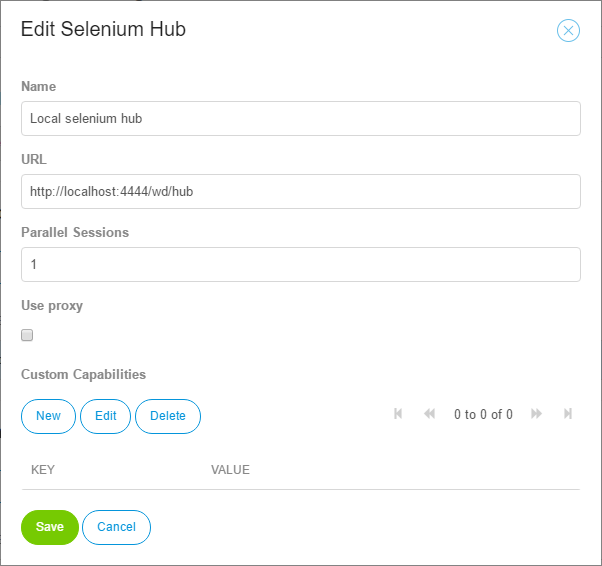 Edit Selenium Hub
Name
Local selenium hub
URL
http://localhost:4444/wd/hub
Parallel Sessions
1
Use proxy
Custom Capabilities
New Edit Delete 0 to 0 of 0
KEY VALUE
Save Cancel